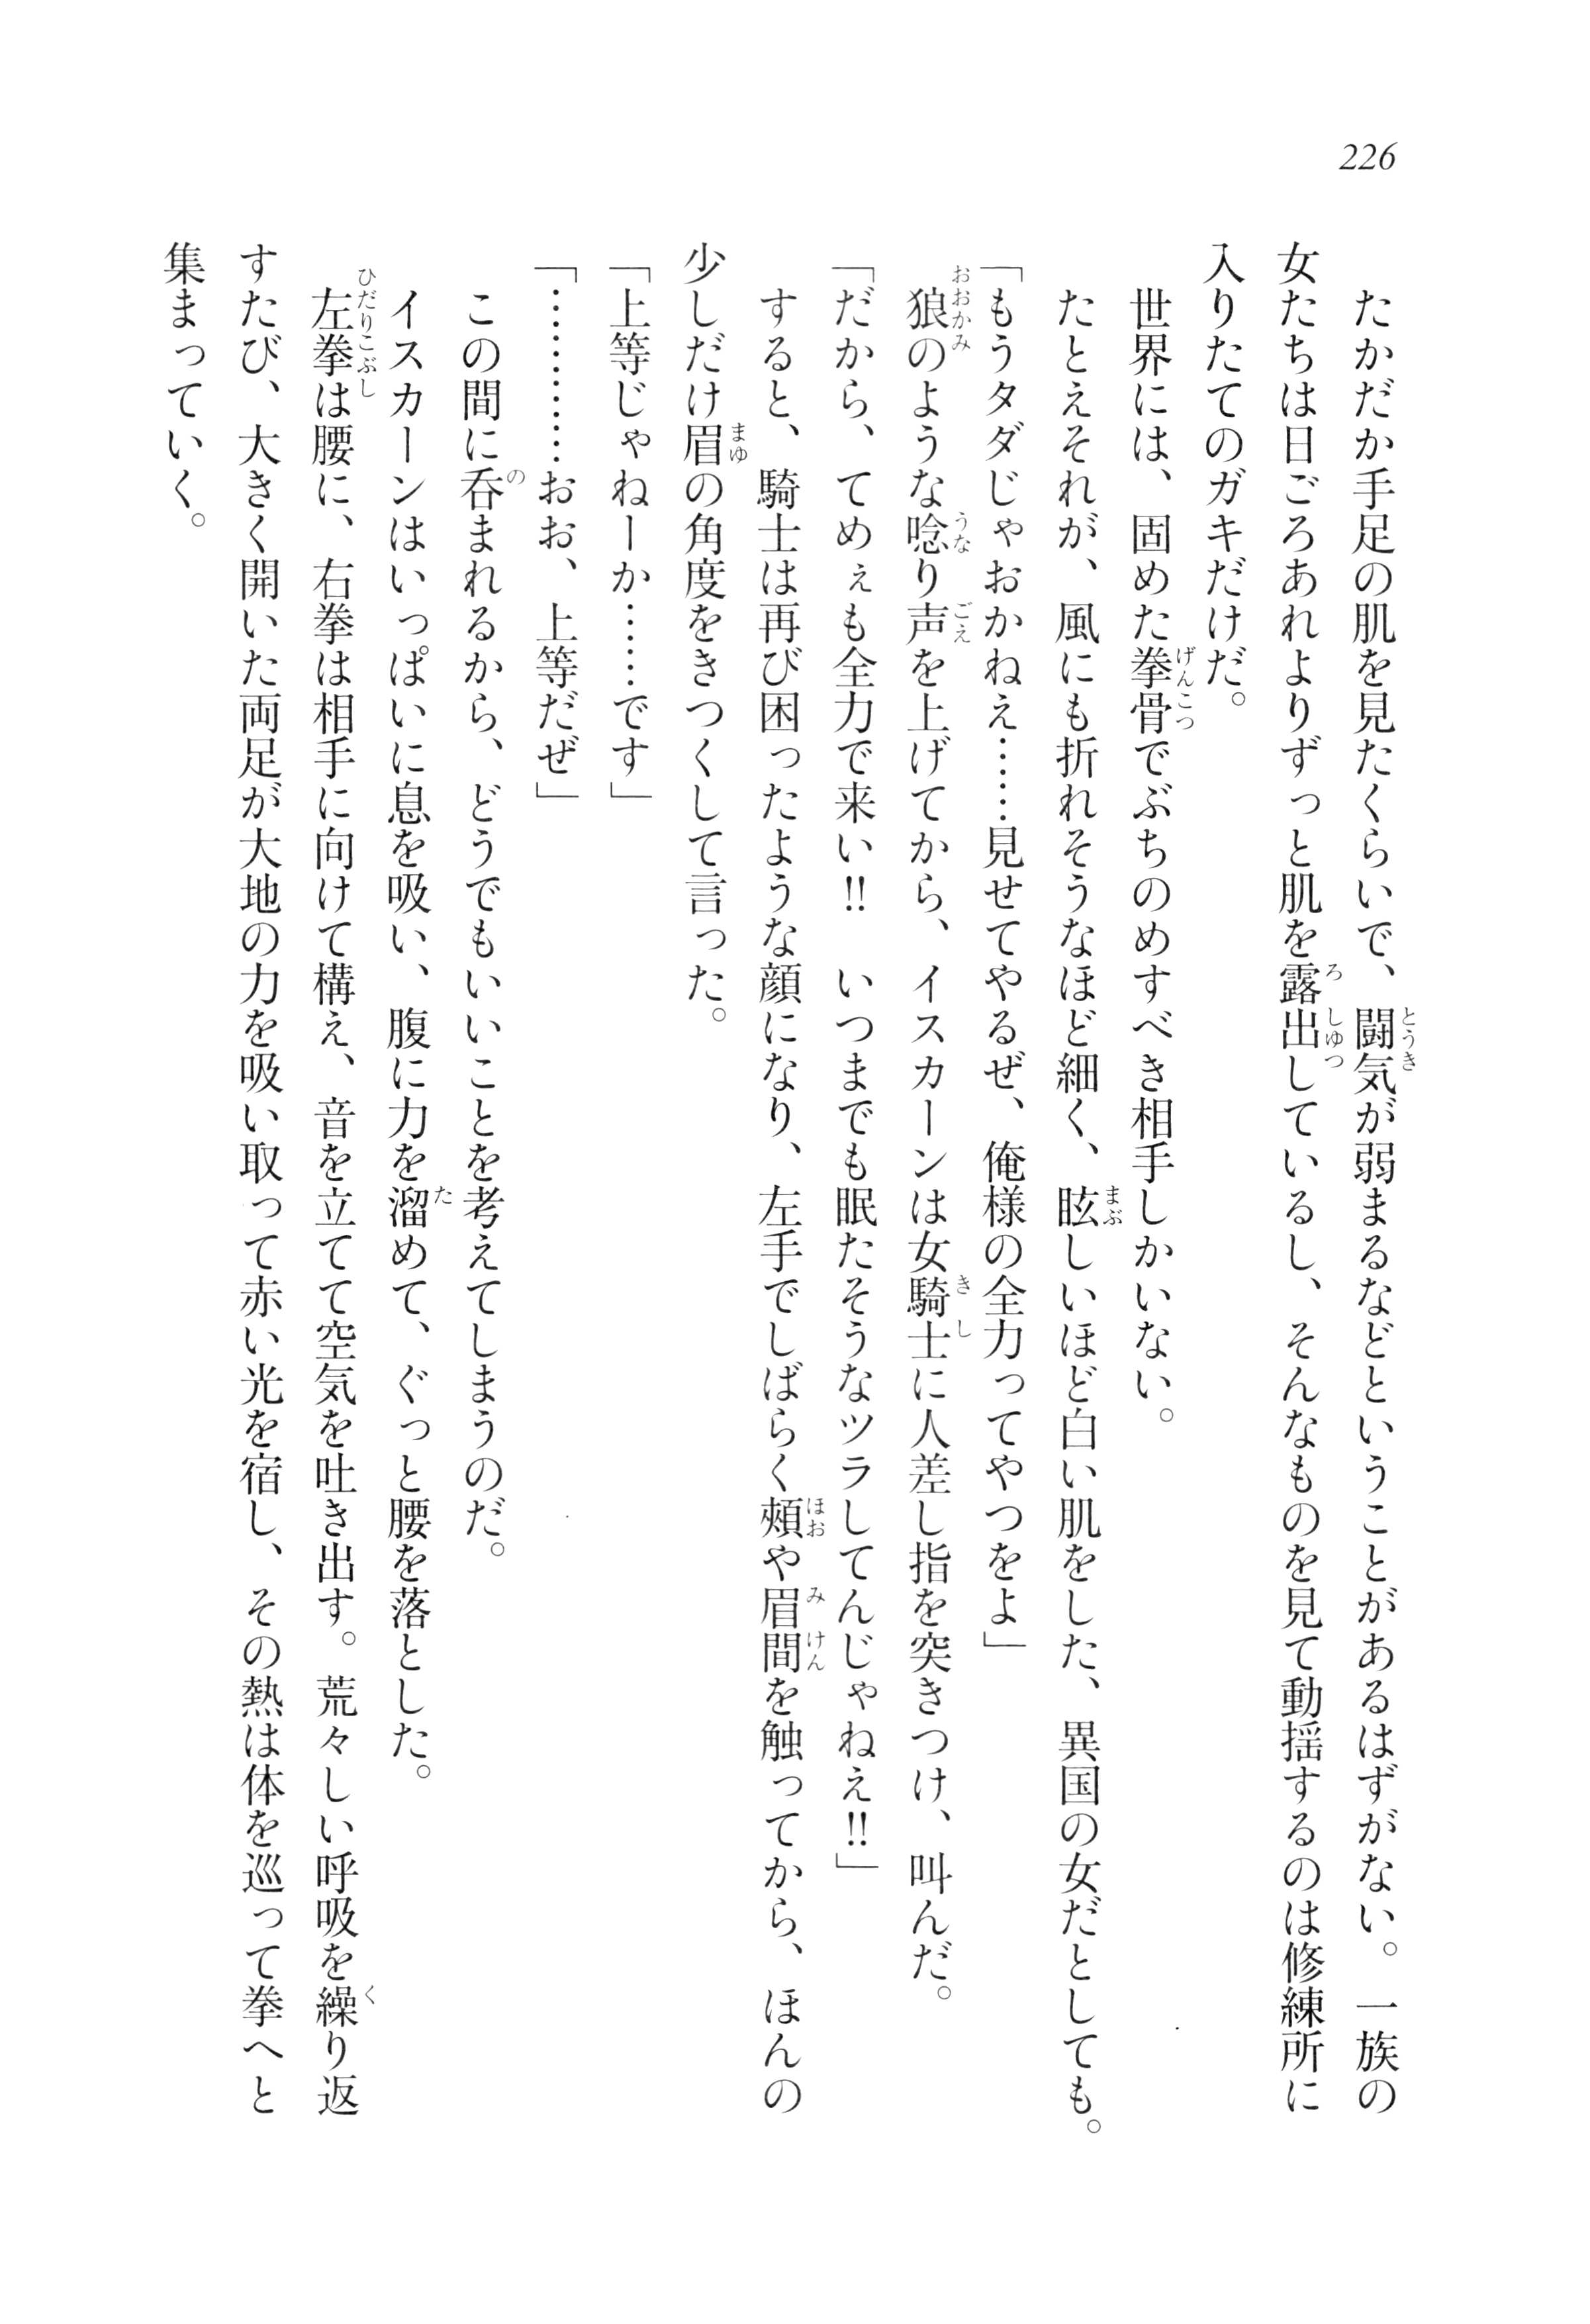 226
　たかだか手足の肌を見たくらいで、闘気が弱まるなどということがあるはずがない。一族の
女たちは日ごろあれよりずっと肌を露出しているし、そんなものを見て動揺するのは修練所に
入りたてのガキだけだ。
　世界には、固めた拳骨でぶちのめすべき相手しかいない。
　たとえそれが、風にも折れそうなほど細く、眩しいほど白い肌をした、異国の女だとしても。
「もうタダじゃおかねえ……見せてやるぜ、俺様の全力ってやつをよ」
　狼のような唸り声を上げてから、イスカーンは女騎士に人差し指を突きつけ、叫んだ。
「だから、てめぇも全力で来い!!　いつまでも眠たそうなツラしてんじゃねえ!!」
　すると、騎士は再び困ったような顔になり、左手でしばらく頰や眉間を触ってから、ほんの
少しだけ眉の角度をきつくして言った。
「上等じゃねーか……です」
「…………おお、上等だぜ」
　この間に呑まれるから、どうでもいいことを考えてしまうのだ。
　イスカーンはいっぱいに息を吸い、腹に力を溜めて、ぐっと腰を落とした。
　左拳は腰に、右拳は相手に向けて構え、音を立てて空気を吐き出す。荒々しい呼吸を繰り返
すたび、大きく開いた両足が大地の力を吸い取って赤い光を宿し、その熱は体を巡って拳へと
集まっていく。